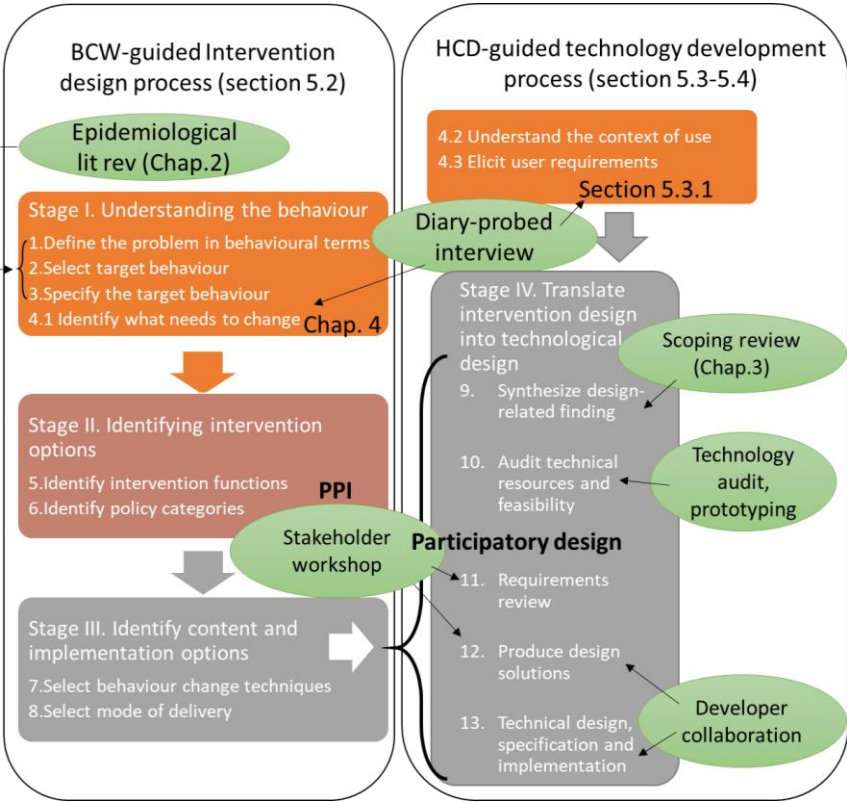 BCW-guided Intervention
design process (section 5.2)
Epidemiological
lit rev (Chap.2)
Stage I. Understanding the behaviour
1.Define the problem in behavioural terms
2.Select target behaviour
3.Specify the target behaviour
4.1 Identify what needs to change
Chap. 4
Stage II. Identifying intervention
options
5.Identify intervention functions
6.Identify policy categories
PPI
Stakeholder
workshop
Stage III. Identify content and
implementation options
7.Select behaviour change techniques
8.Select mode of delivery
HCD-guided technology development
process (section 5.3-5.4)
4.2 Understand the context of use
4.3 Elicit user requirements
Section 5.3.1
Diary-probed
interview
Stage IV. Translate
intervention design
into technological
design
Scoping review
(Chap.3)
9. Synthesize design-
related finding
10. Audit technical
resources and
feasibility
Technology
audit,
prototyping
Participatory design
11. Requirements
review
12. Produce design
solutions
13. Technical design,
specification and
implementation
Developer
collaboration